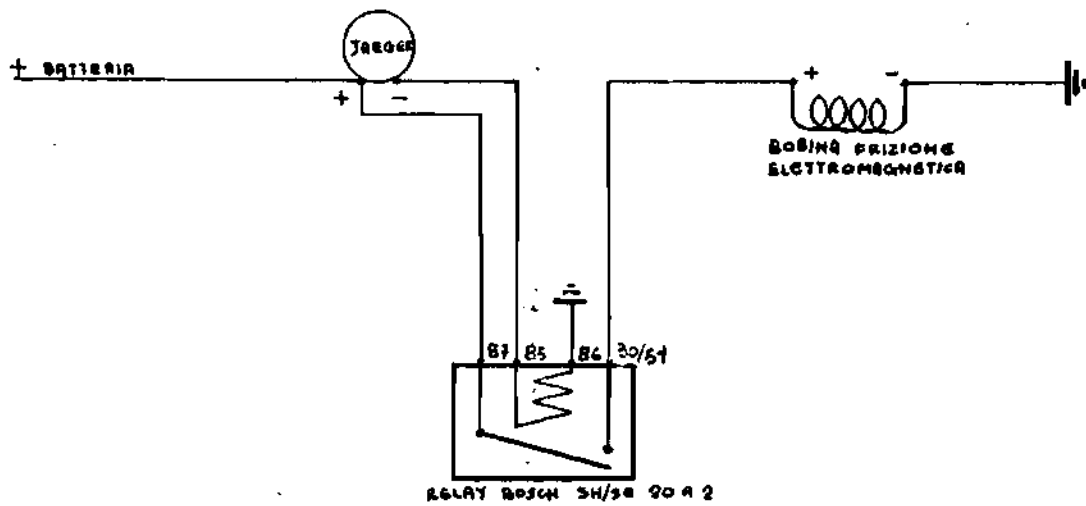 JAEGER
+ BATTERIA
+ -
+ -
BOBINA FRIZIONE
ELETTROMAGNETICA
87 85 86 30/51
RELAY BOSCH